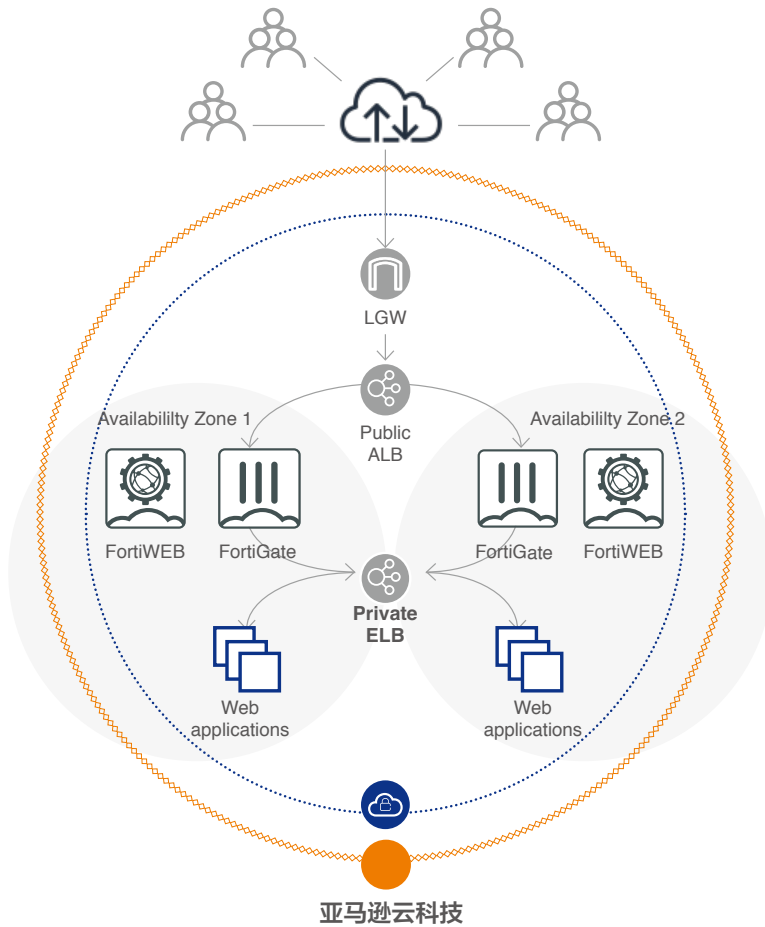 LGW
Public
ALB
Availabililty Zone 1
Availabililty Zone 2
FortiWEB
FortiGate
FortiGate
FortiWEB
Private
ELB
Web
applications
Web
applications
亚马逊云科技